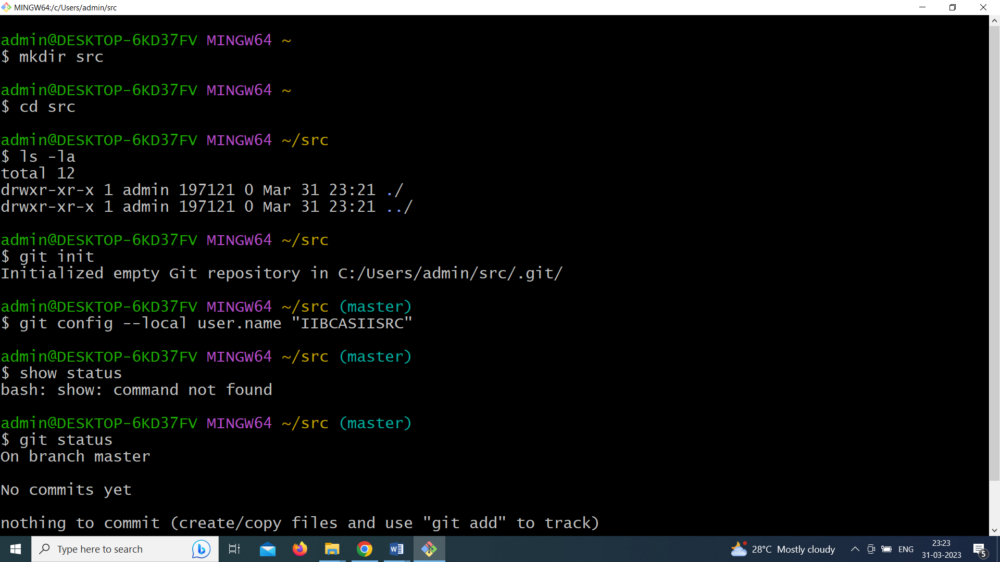 MINGW64:/c/Users/admin/src
admin@DESKTOP-6KD37FV MINGW64 ~
$ mkdir src
admin@DESKTOP-6KD37FV MINGW64 ~
$ cd src
admin@DESKTOP-6KD37FV MINGW64 ~/src
$ ls -la
total 12
drwxr-xr-x 1 admin 197121 0 Mar 31 23:21 ./
drwxr-xr-x 1 admin 197121 0 Mar 31 23:21 ../
admin@DESKTOP-6KD37FV MINGW64 ~/src
$ git init
Initialized empty Git repository in C:/Users/admin/src/.git/
admin@DESKTOP-6KD37FV MINGW64 ~/src (master)
$ git config --local user.name "IIBCASIISRC"
admin@DESKTOP-6KD37FV MINGW64 ~/src (master)
$ show status
bash: show: command not found
admin@DESKTOP-6KD37FV MINGW64 ~/src (master)
$ git status
On branch master
No commits yet
nothing to commit (create/copy files and use "git add" to track)
Type here to search
28°C Mostly cloudy
ENG
23:23
31-03-2023
5